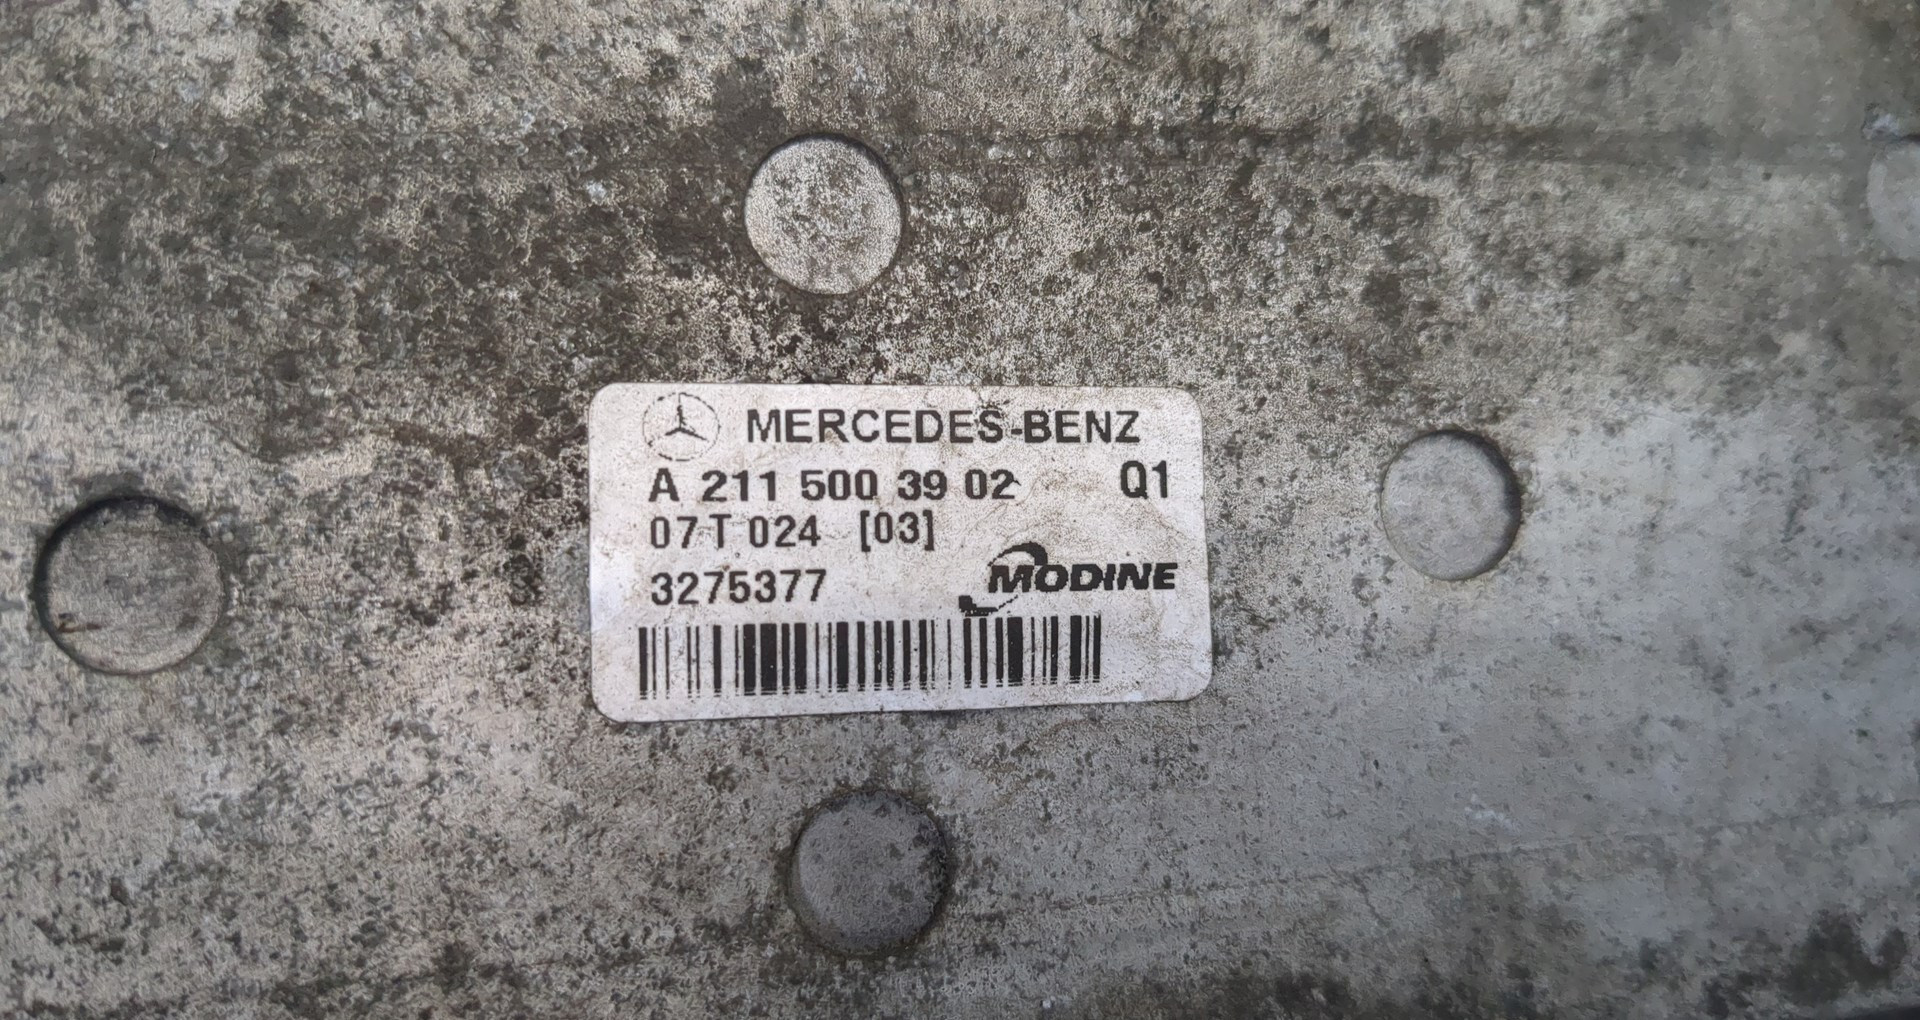 MERCEDES-BENZ
A 211 500 39 02 Q1
07 T 024 [03]
3275377
MODINE